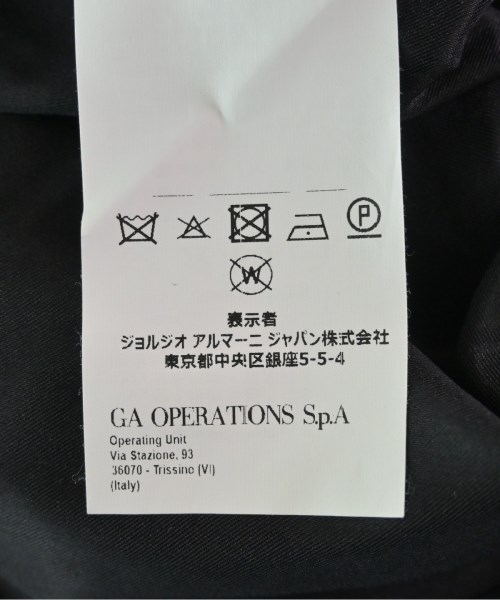 P
W
表示者
ジョルジオ アルマーニ ジャパン株式会社
東京都中央区銀座5-5-4
GA OPERATIONS S.p.A
Operating Unit
Via Stazione, 93
36070 - Trissino (VI)
(Italy)